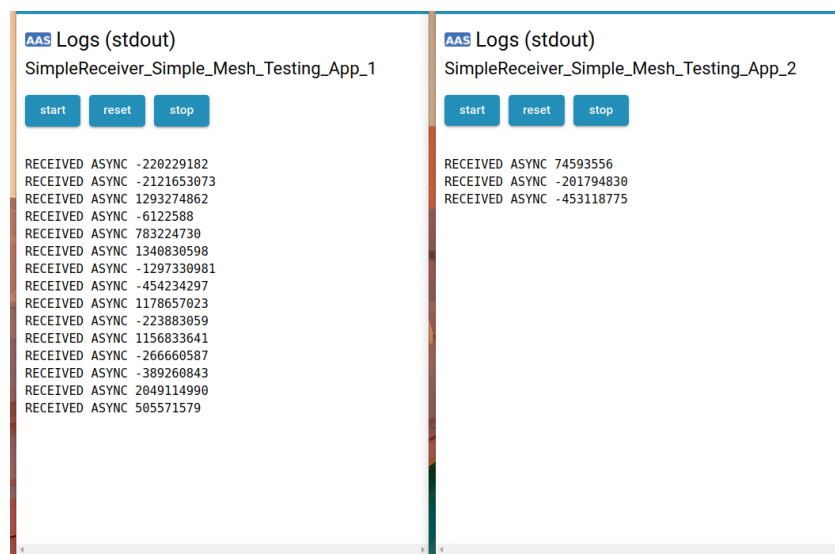 AAS Logs (stdout)
SimpleReceiver_Simple_Mesh_Testing_App_1
start reset stop
RECEIVED ASYNC -220229182
RECEIVED ASYNC -2121653073
RECEIVED ASYNC 1293274862
RECEIVED ASYNC -6122588
RECEIVED ASYNC 783224730
RECEIVED ASYNC 1340830598
RECEIVED ASYNC -1297330981
RECEIVED ASYNC -454234297
RECEIVED ASYNC 1178657023
RECEIVED ASYNC -223883059
RECEIVED ASYNC 1156833641
RECEIVED ASYNC -266660587
RECEIVED ASYNC -389260843
RECEIVED ASYNC 2049114990
RECEIVED ASYNC 505571579
AAS Logs (stdout)
SimpleReceiver_Simple_Mesh_Testing_App_2
start reset stop
RECEIVED ASYNC 74593556
RECEIVED ASYNC -201794830
RECEIVED ASYNC -453118775